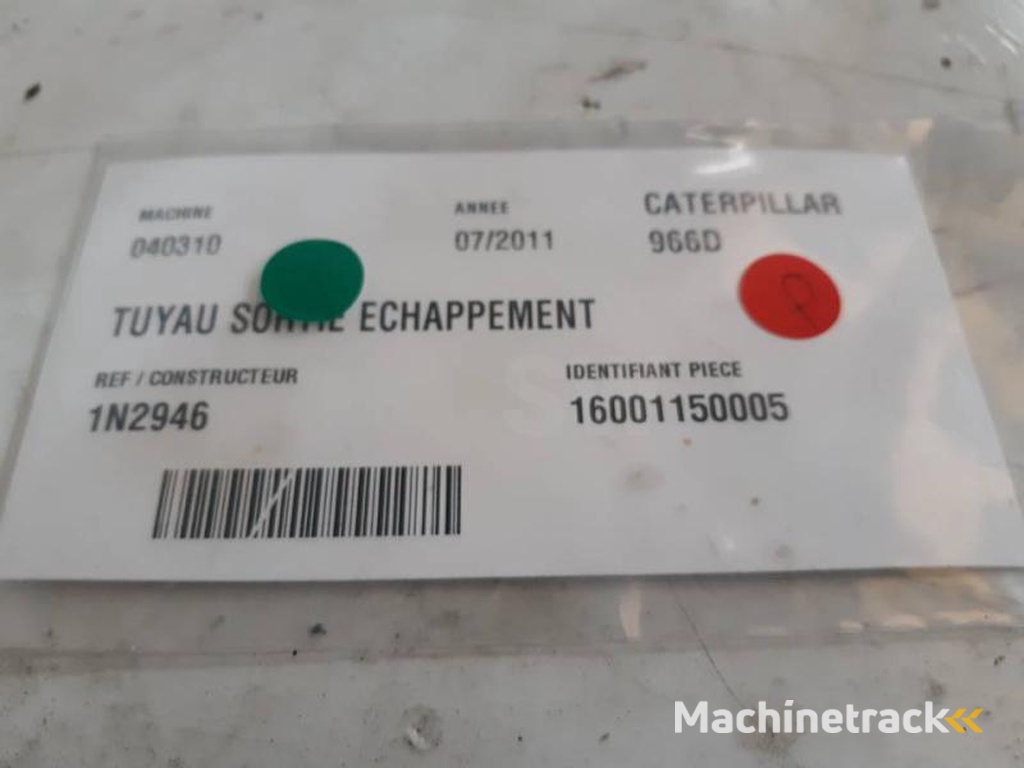 MACHINE
040310
ANNEE
07/2011
CATERPILLAR
966D
TUYAU SORTIE ECHAPPEMENT
REF / CONSTRUCTEUR
1N2946
IDENTIFIANT PIECE
16001150005
Machinetrack